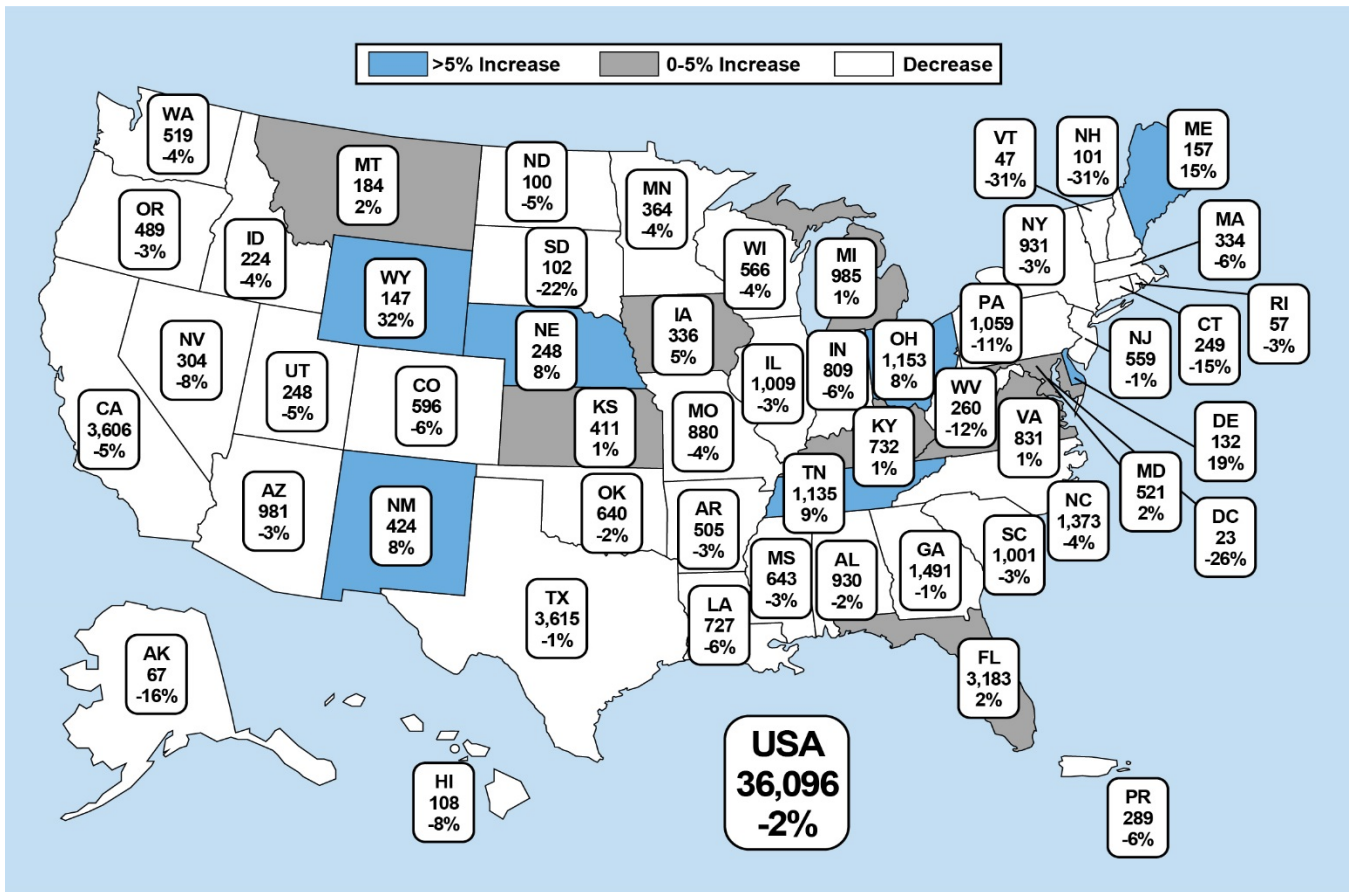 >5% Increase 0-5% Increase Decrease
WA
519
-4%
MT
184
2%
ND
100
-5%
MN
364
-4%
VT
47
-31%
NH
101
-31%
ME
157
15%
OR
489
-3%
ID
224
-4%
WY
147
32%
SD
102
-22%
WI
566
-4%
MI
985
1%
NY
931
-3%
MA
334
-6%
RI
57
-3%
CT
249
-15%
NJ
559
-1%
PA
1,059
-11%
NV
304
-8%
UT
248
-5%
CO
596
-6%
NE
248
8%
IA
336
5%
IL
1,009
-3%
IN
809
-6%
OH
1,153
8%
WV
260
-12%
VA
831
1%
DE
132
19%
MD
521
2%
DC
23
-26%
CA
3,606
-5%
KS
411
1%
MO
880
-4%
KY
732
1%
AZ
981
-3%
NM
424
8%
OK
640
-2%
AR
505
-3%
TN
1,135
9%
NC
1,373
-4%
SC
1,001
-3%
MS
643
-3%
AL
930
-2%
GA
1,491
-1%
TX
3,615
-1%
LA
727
-6%
FL
3,183
2%
AK
67
-16%
HI
108
-8%
USA
36,096
-2%
PR
289
-6%